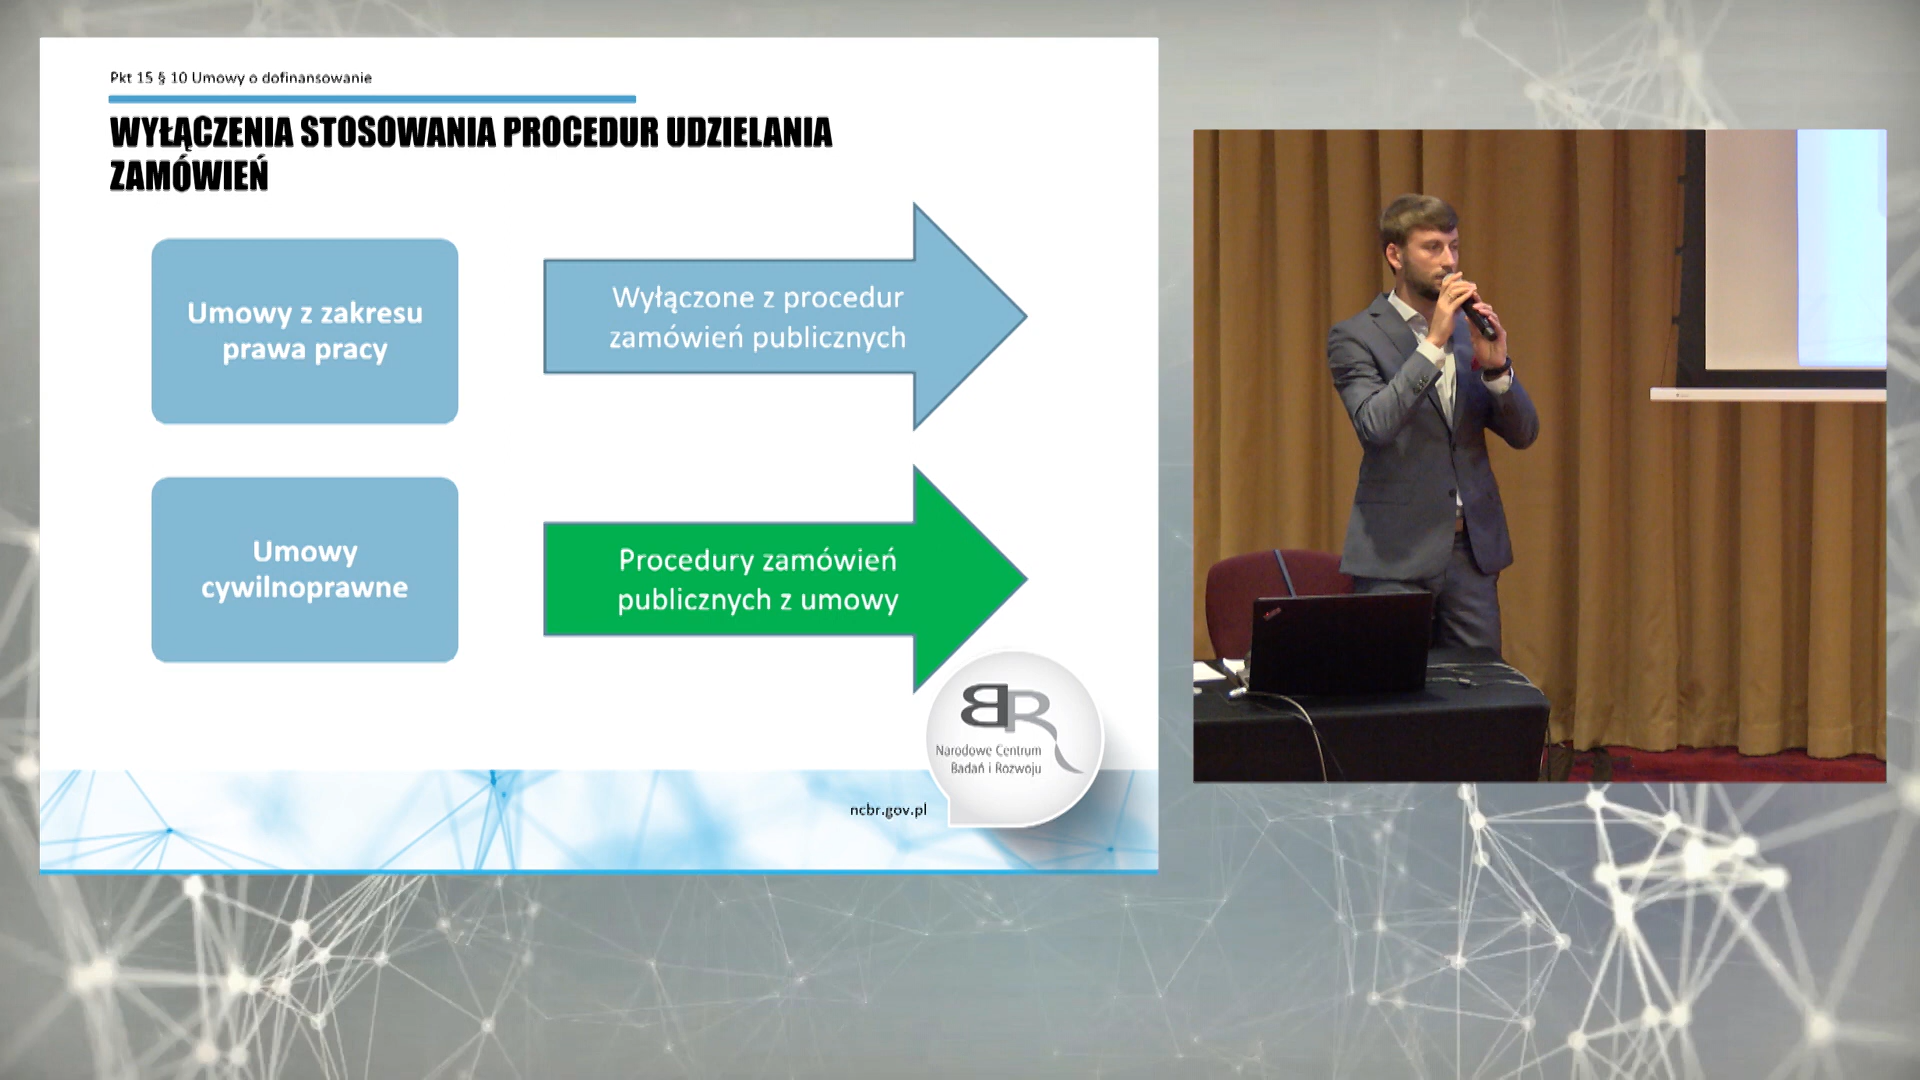 Pkt 15 § 10 Umowy o dofinansowanie
WYŁĄCZENIA STOSOWANIA PROCEDUR UDZIELANIA
ZAMÓWIEŃ
Umowy z zakresu
prawa pracy
Wyłączone z procedur
zamówień publicznych
Umowy
cywilnoprawne
Procedury zamówień
publicznych z umowy
BR
Narodowe Centrum
Badań i Rozwoju
ncbr.gov.pl